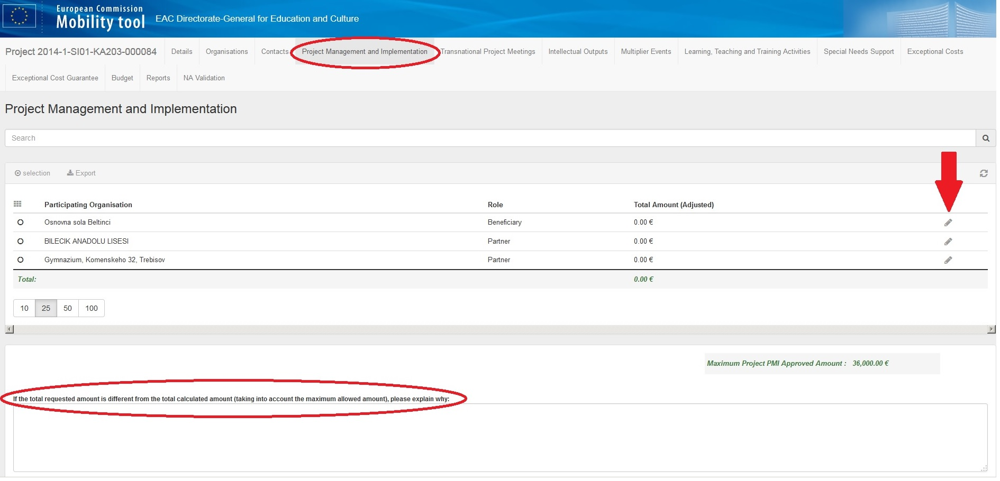 European Commission
Mobility tool
EAC Directorate-General for Education and Culture
Project 2014-1-SI01-KA203-000084 Details Organisations Contacts Project Management and Implementation Transnational Project Meetings Intellectual Outputs Multiplier Events Learning, Teaching and Training Activities Special Needs Support Exceptional Costs
Exceptional Cost Guarantee Budget Reports NA Validation
Project Management and Implementation
Search
selection Export
Participating Organisation Role Total Amount (Adjusted)
Osnovna sola Beltinci Beneficiary 0.00 €
BILECIK ANADOLU LISESI Partner 0.00 €
Gymnazium, Komenskeho 32, Trebisov Partner 0.00 €
Total: 0.00 €
10 25 50 100
Maximum Project PMI Approved Amount : 36,000.00 €
If the total requested amount is different from the total calculated amount (taking into account the maximum allowed amount), please explain why: